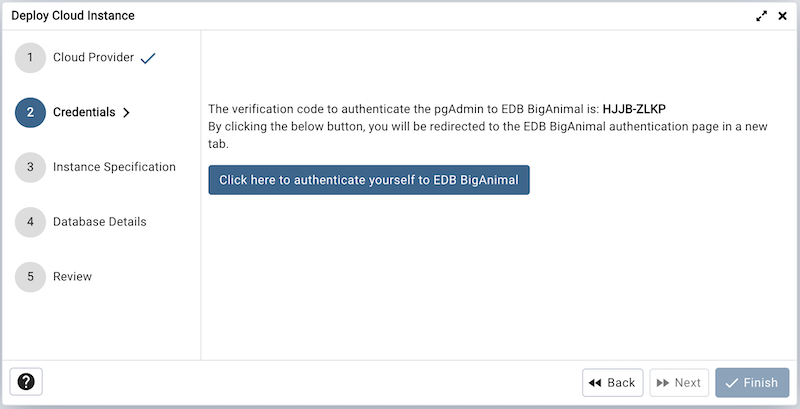 Deploy Cloud Instance
1 Cloud Provider
2 Credentials
3 Instance Specification
4 Database Details
5 Review
The verification code to authenticate the pgAdmin to EDB BigAnimal is: HJJB-ZLKP
By clicking the below button, you will be redirected to the EDB BigAnimal authentication page in a new
tab.
Click here to authenticate yourself to EDB BigAnimal
?
Back Next Finish